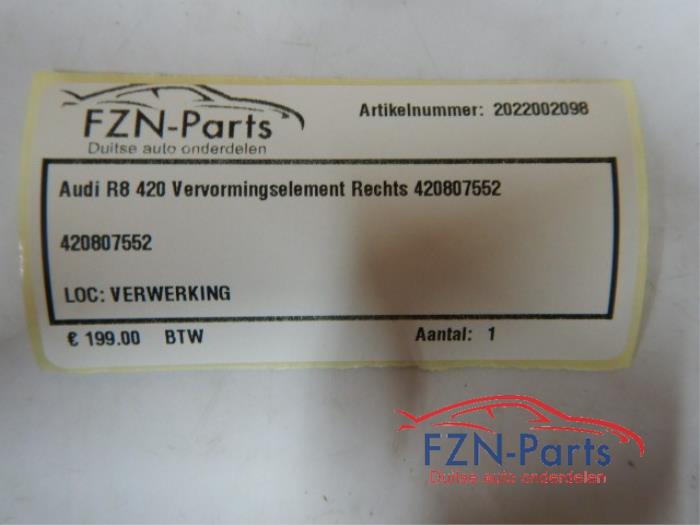 FZN-Parts
Duitse auto onderdelen
Artikelnummer: 2022002098
Audi R8 420 Vervormingselement Rechts 420807552
420807552
LOC: VERWERKING
€ 199.00 BTW
Aantal: 1
FZN-Parts
Duitse auto onderdelen